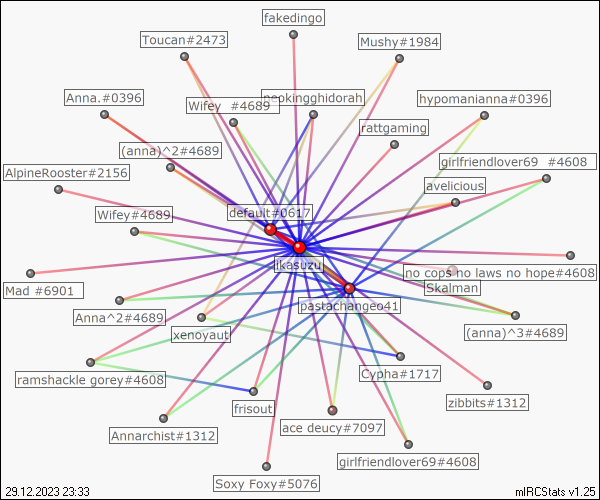 fakedingo
Toucan#2473
Mushy#1984
Anna.#0396
Wifey #4689
neokingghidorah
hypomanianna#0396
rattgaming
(anna)^2#4689
girlfriendlover69 #4608
AlpineRooster#2156
avelicious
default#0617
Wifey#4689
ikasuzu
no cops no laws no hope#4608
Skalman
Mad #6901
Anna^2#4689
pastachangeo41
xenoyaut
(anna)^3#4689
Cypha#1717
ramshackle gorey#4608
zibbits#1312
frisout
ace deucy#7097
Annarchist#1312
girlfriendlover69#4608
Soxy Foxy#5076
29.12.2023 23:33
mIRCStats v1.25